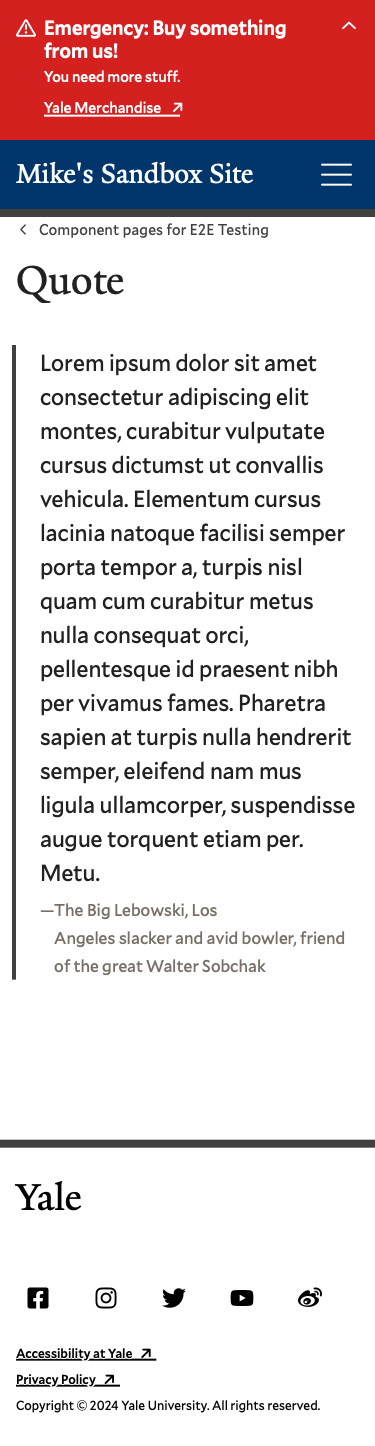 Emergency: Buy something
from us!
You need more stuff.
Yale Merchandise
Mike's Sandbox Site
Component pages for E2E Testing
Quote
Lorem ipsum dolor sit amet
consectetur adipiscing elit
montes, curabitur vulputate
cursus dictumst ut convallis
vehicula. Elementum cursus
lacinia natoque facilisi semper
porta tempor a, turpis nisl
quam cum curabitur metus
nulla consequat orci,
pellentesque id praesent nibh
per vivamus fames. Pharetra
sapien at turpis nulla hendrerit
semper, eleifend nam mus
ligula ullamcorper, suspendisse
augue torquent etiam per.
Metu.
—The Big Lebowski, Los
Angeles slacker and avid bowler, friend
of the great Walter Sobchak
Yale
Accessibility at Yale
Privacy Policy
Copyright © 2024 Yale University. All rights reserved.